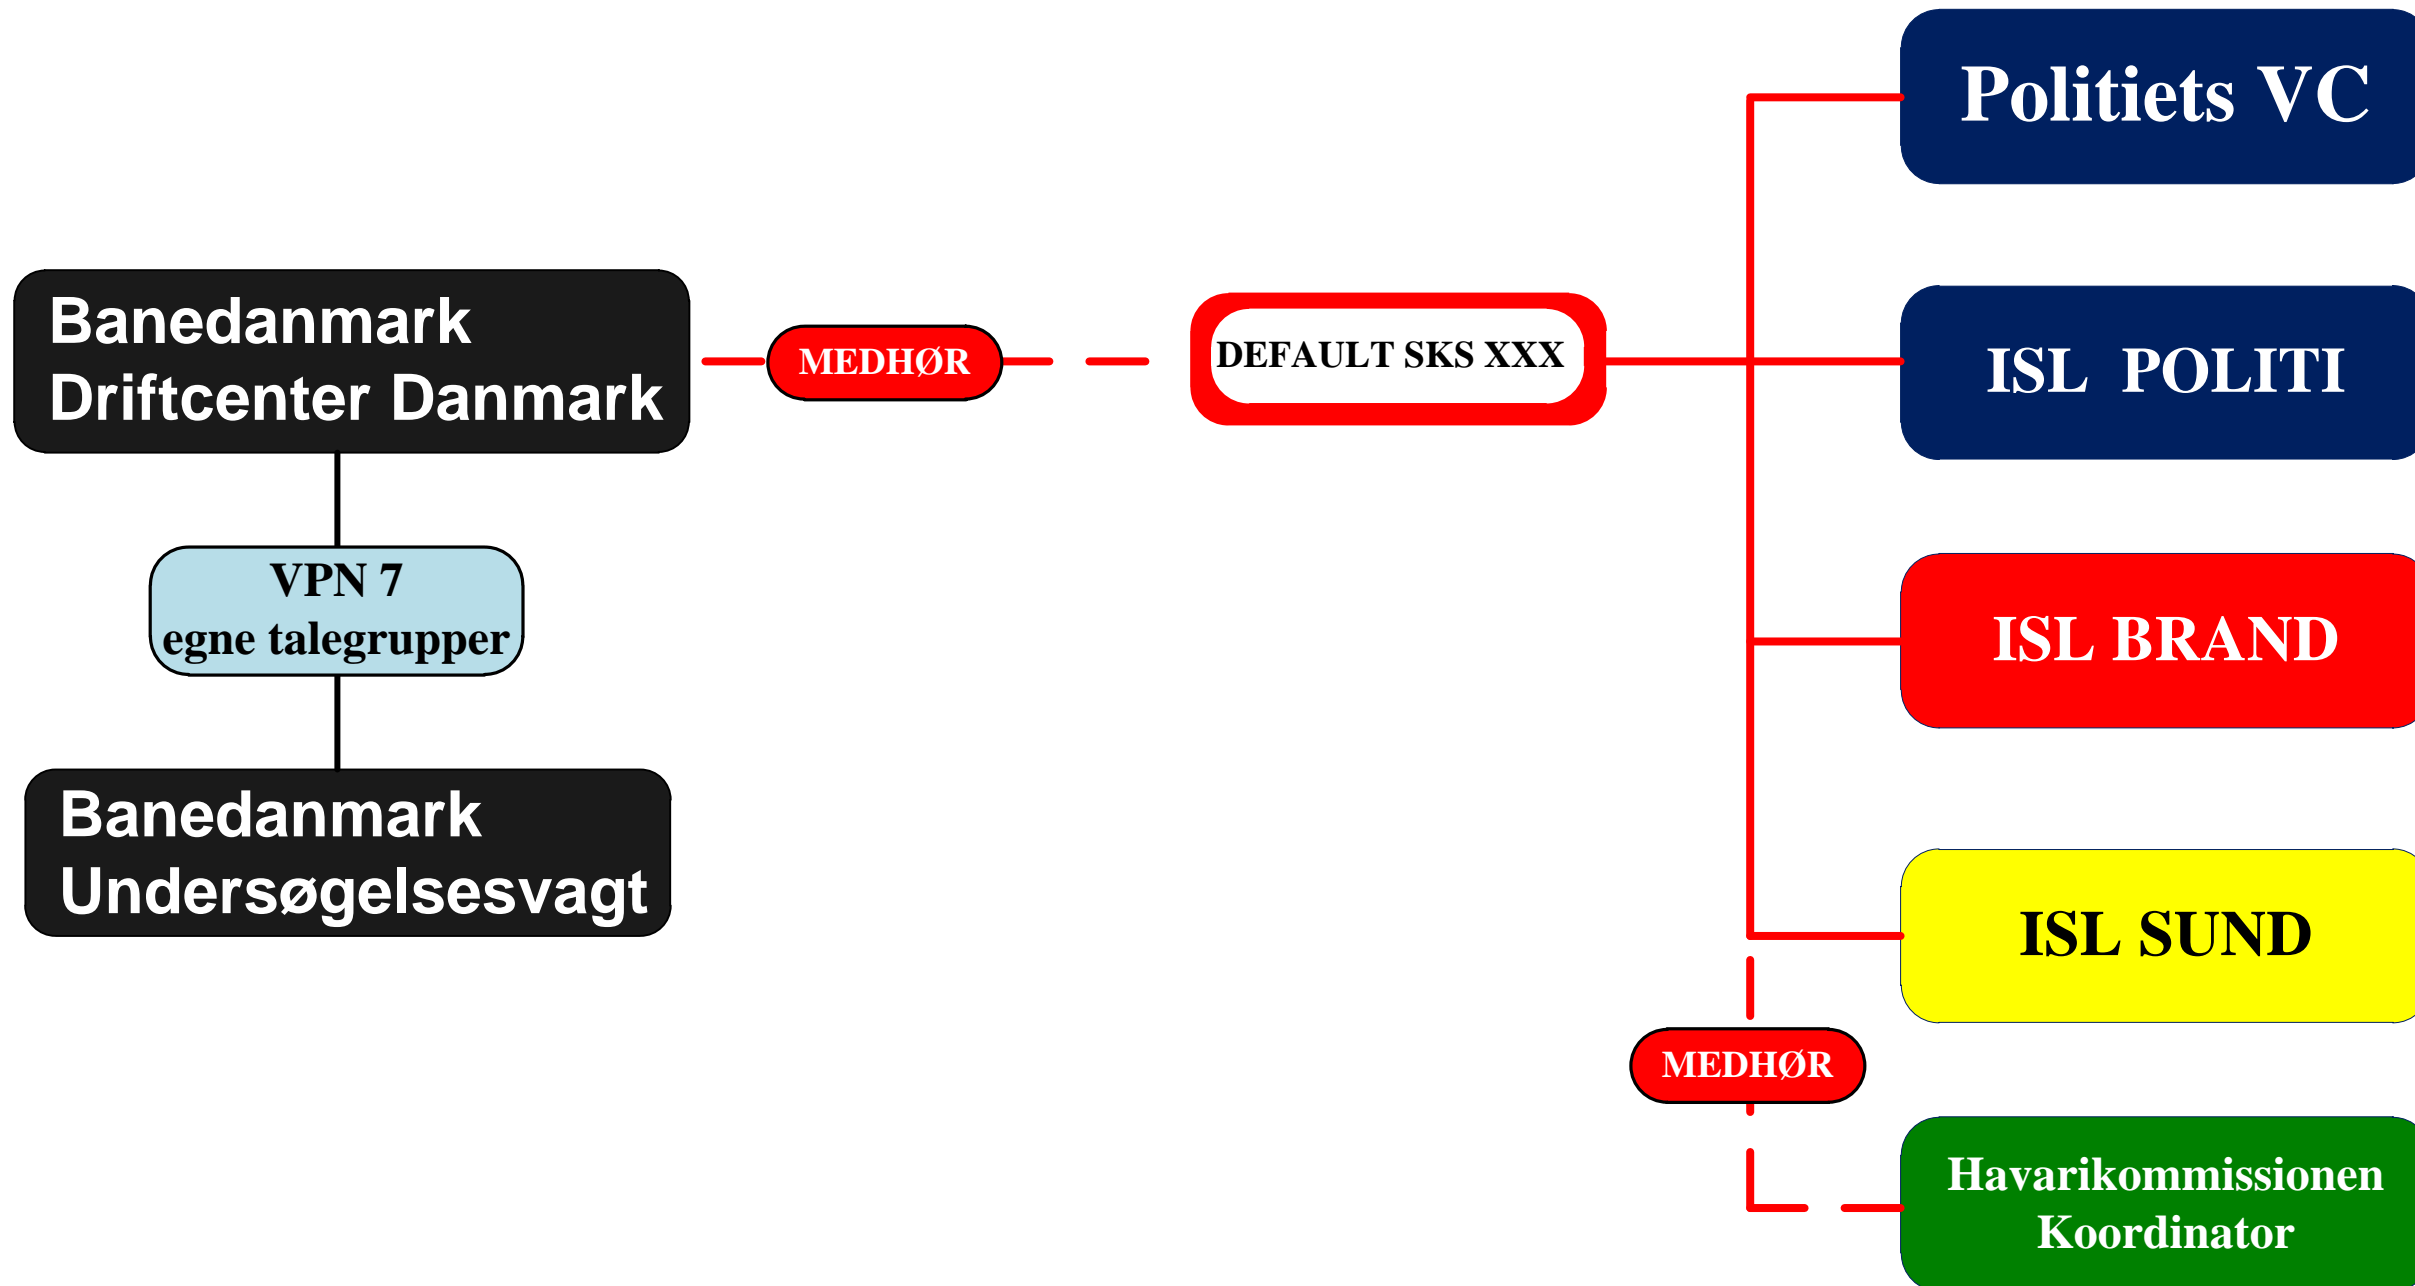 Politiets VC
Banedanmark
Driftcenter Danmark
MEDHØR
DEFAULT SKS XXX
ISL POLITI
VPN 7
egne talegrupper
ISL BRAND
Banedanmark
Undersøgelsesvagt
ISL SUND
MEDHØR
Havarikommissionen
Koordinator